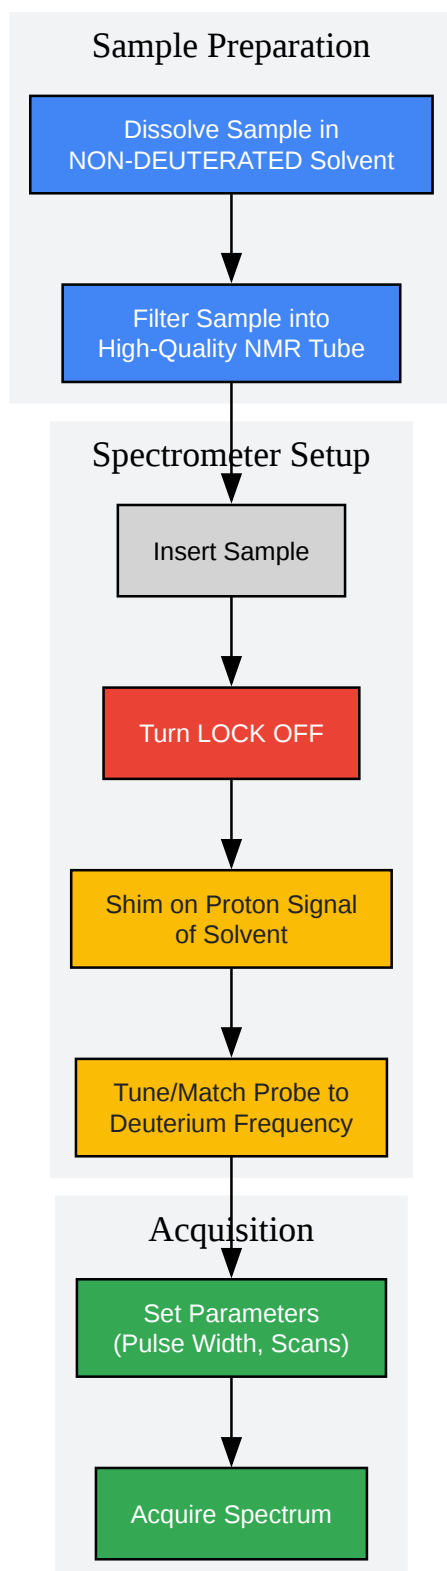 Sample Preparation
Dissolve Sample in
NON-DEUTERATED Solvent
Filter Sample into
High-Quality NMR Tube
Spectrometer Setup
Insert Sample
Turn LOCK OFF
Shim on Proton Signal
of Solvent
Tune/Match Probe to
Deuterium Frequency
Acquisition
Set Parameters
(Pulse Width, Scans)
Acquire Spectrum